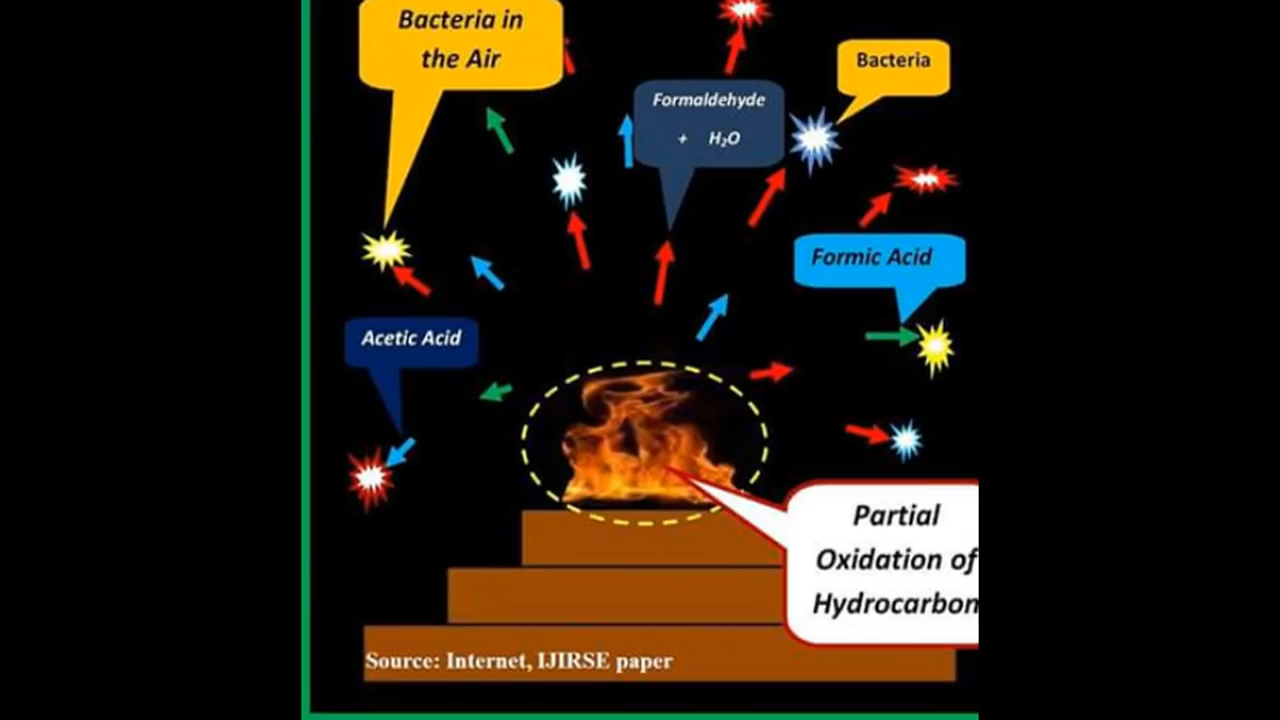 Bacteria in
the Air
Formaldehyde
+ H₂O
Bacteria
Formic Acid
Acetic Acid
Partial
Oxidation of
Hydrocarbon
Source: Internet, IJIRSE paper